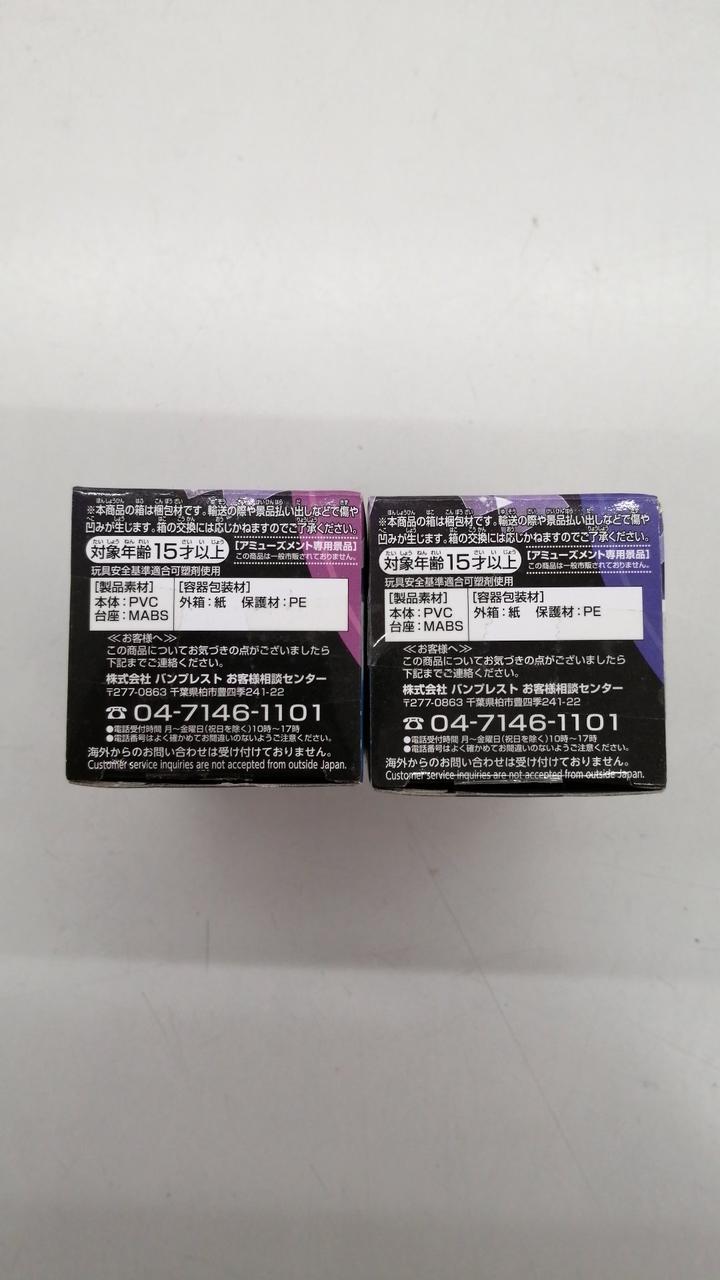 ※本商品の箱は梱包材です。輸送の際や景品払い出しなどで傷や
凹みが生じます。箱の交換には応じかねますのでご了承ください。
対象年齢15才以上
[アミューズメント専用景品]
この商品は一般市販されておりません。
玩具安全基準適合可塑剤使用
[製品素材]
本体:PVC
台座:MABS
[容器包装材]
外箱:紙 保護材:PE
≪お客様へ≫
この商品についてお気づきの点がございましたら
下記までご連絡ください。
株式会社 バンプレスト お客様相談センター
〒277-0863 千葉県柏市豊四季241-22
☎04-7146-1101
●電話受付時間 月〜金曜日(祝日を除く)10時〜17時
●電話番号はよく確かめてお間違いのないようご注意ください。
海外からのお問い合わせは受け付けておりません。
Customer service inquiries are not accepted from outside Japan.
※本商品の箱は梱包材です。輸送の際や景品払い出しなどで傷や
凹みが生じます。箱の交換には応じかねますのでご了承ください。
対象年齢15才以上
[アミューズメント専用景品]
この商品は一般市販されておりません。
玩具安全基準適合可塑剤使用
[製品素材]
本体:PVC
台座:MABS
[容器包装材]
外箱:紙 保護材:PE
≪お客様へ≫
この商品についてお気づきの点がございましたら
下記までご連絡ください。
株式会社 バンプレスト お客様相談センター
〒277-0863 千葉県柏市豊四季241-22
☎04-7146-1101
●電話受付時間 月〜金曜日(祝日を除く)10時〜17時
●電話番号はよく確かめてお間違いのないようご注意ください。
海外からのお問い合わせは受け付けておりません。
Customer service inquiries are not accepted from outside Japan.